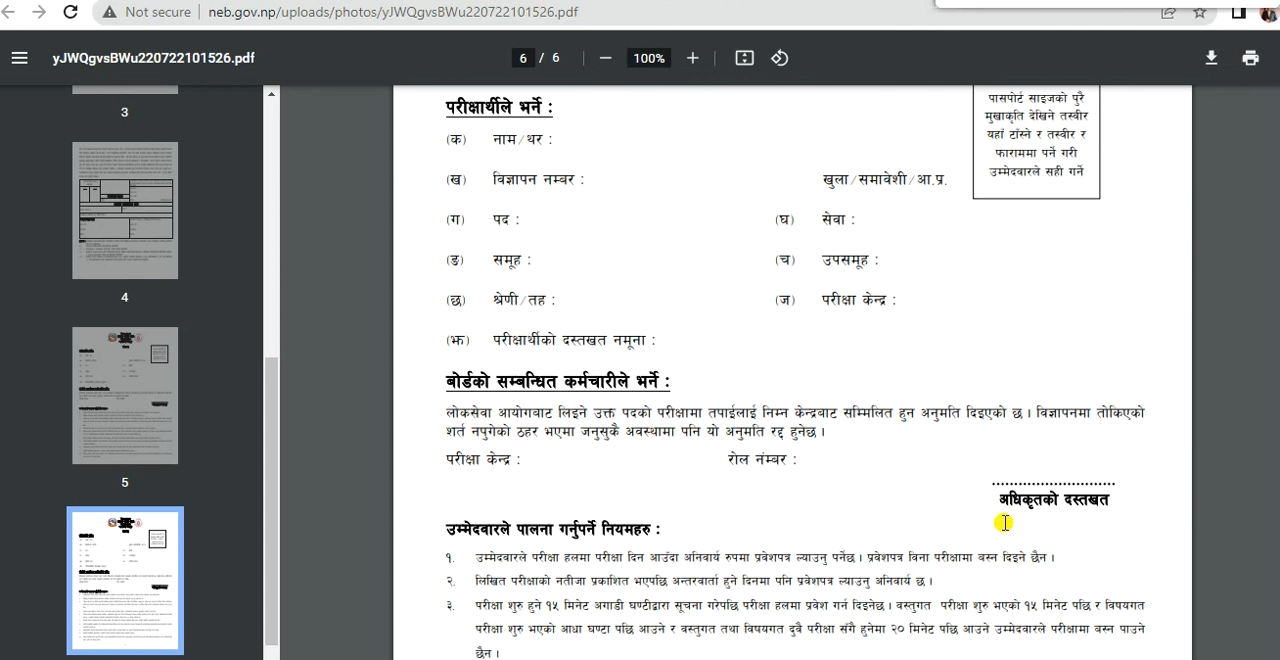 Not secure
neb.gov.np/uploads/photos/yJWQgvsBWu220722101526.pdf
yJWQgvsBWu220722101526.pdf
6 / 6
100%
3
4
5
परीक्षार्थीले भर्ने :
पासपोर्ट साइजको पुरै
मुखाकृति देखिने तस्वीर
यहाँ टाँस्ने र तस्वीर र
फाराममा पर्ने गरी
उम्मेदवारले सही गर्ने
(क) नाम/थर :
(ख) विज्ञापन नम्बर : खुला/समावेशी/आ.प्र.
(ग) पद : (घ) सेवा :
(ङ) समूह : (च) उपसमूह :
(छ) श्रेणी/तह : (ज) परीक्षा केन्द्र :
(झ) परीक्षार्थीको दस्तखत नमूना :
बोर्डको सम्बन्धित कर्मचारीले भर्ने :
लोकसेवा आयोगबाट लिइने उक्त पदको परीक्षामा तपाईलाई निम्न केन्द्रबाट सम्मिलित हुन अनुमति दिइएको छ । विज्ञापनमा तोकिएको
शर्त नपुगेको ठहर भएमा जुनसुकै अवस्थामा पनि यो अनुमति रद्द हुनेछ ।
परीक्षा केन्द्र : रोल नंम्बर :
............................
अधिकृतको दस्तखत
उम्मेदवारले पालना गर्नुपर्ने नियमहरु :
१. उम्मेदवारले परीक्षा हलमा परीक्षा दिन आउंदा अनिवार्य रुपमा प्रवेशपत्र ल्याउनु पर्नेछ । प्रवेशपत्र विना परीक्षामा बस्न दिइने छैन ।
२. लिखित परीक्षाको नतीजा प्रकाशित भएपछि अन्तरवार्ता हुने दिनमा पनि प्रवेशपत्र ल्याउनु अनिवार्य छ ।
३. परीक्षा शुरु हुनु १५ मिनेट अगाडी घण्टीद्वारा सूचना गरेपछि परीक्षा हलमा प्रवेश गर्न दिइने छ । वस्तुगत परीक्षा शुरु भएको १५ मिनेट पछि र विषयगत
परीक्षा शुरु भएको आधा घण्टा पछि आउने र वस्तुगत तथा विषयगत दुवै परीक्षा संगै हुनेमा २० मिनेट पछि आउने उम्मेदवारले परीक्षामा बस्न पाउने
छैन ।